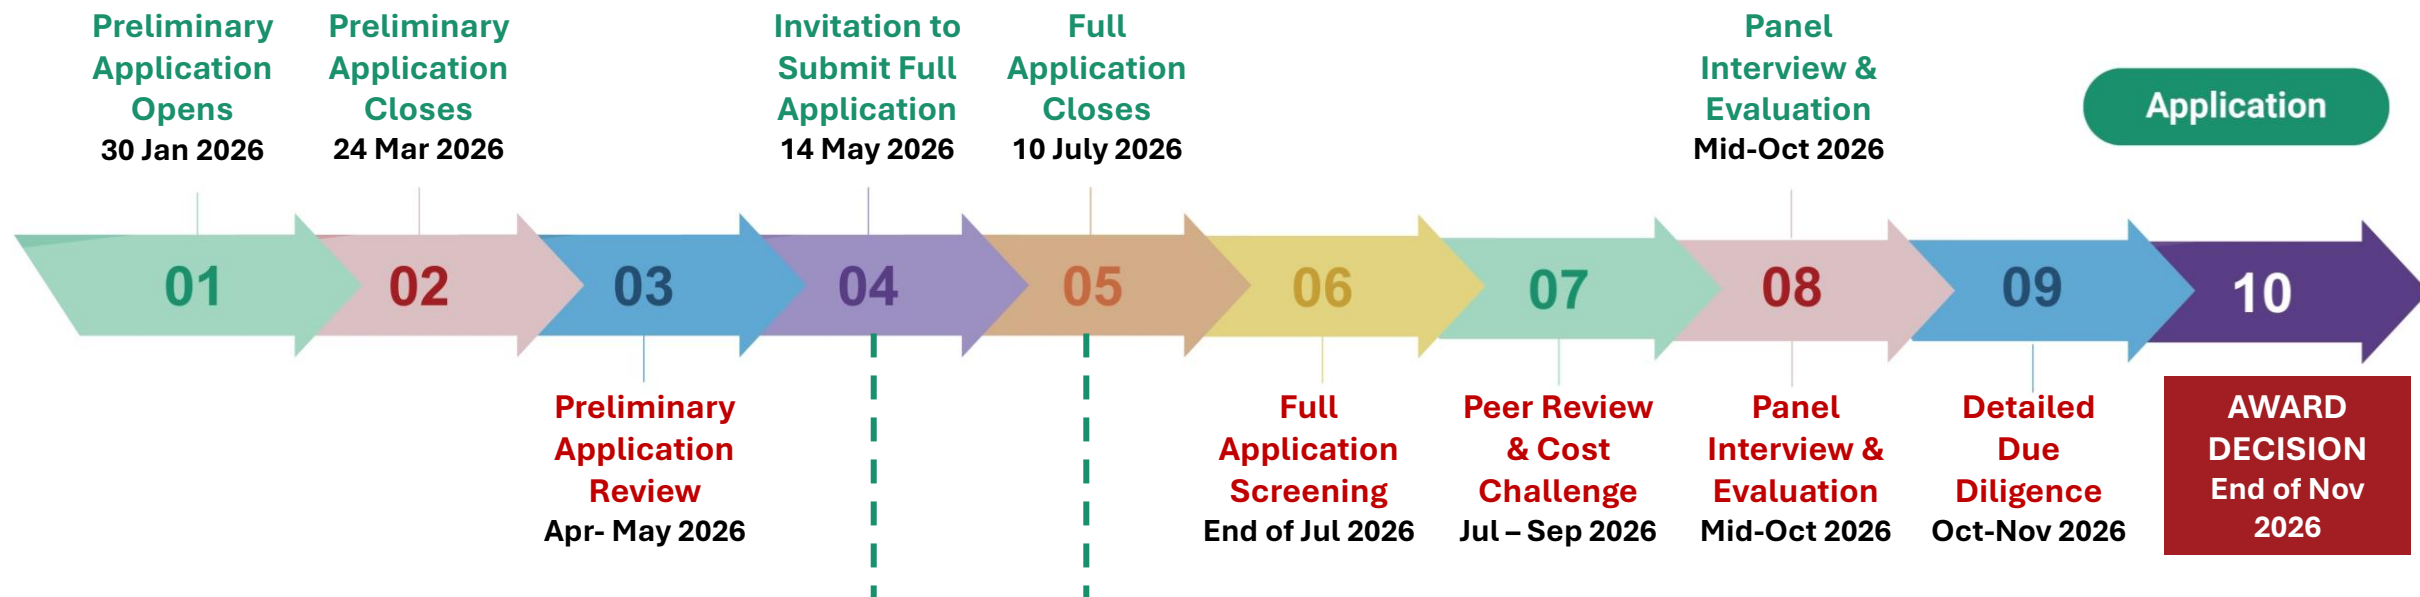 Preliminary
Application
Opens
30 Jan 2026
Preliminary
Application
Closes
24 Mar 2026
Invitation to
Submit Full
Application
14 May 2026
Full
Application
Closes
10 July 2026
Panel
Interview &
Evaluation
Mid-Oct 2026
Application
01
02
03
04
05
06
07
08
09
10
Preliminary
Application
Review
Apr- May 2026
Full
Application
Screening
End of Jul 2026
Peer Review
& Cost
Challenge
Jul – Sep 2026
Panel
Interview &
Evaluation
Mid-Oct 2026
Detailed
Due
Diligence
Oct-Nov 2026
AWARD
DECISION
End of Nov
2026